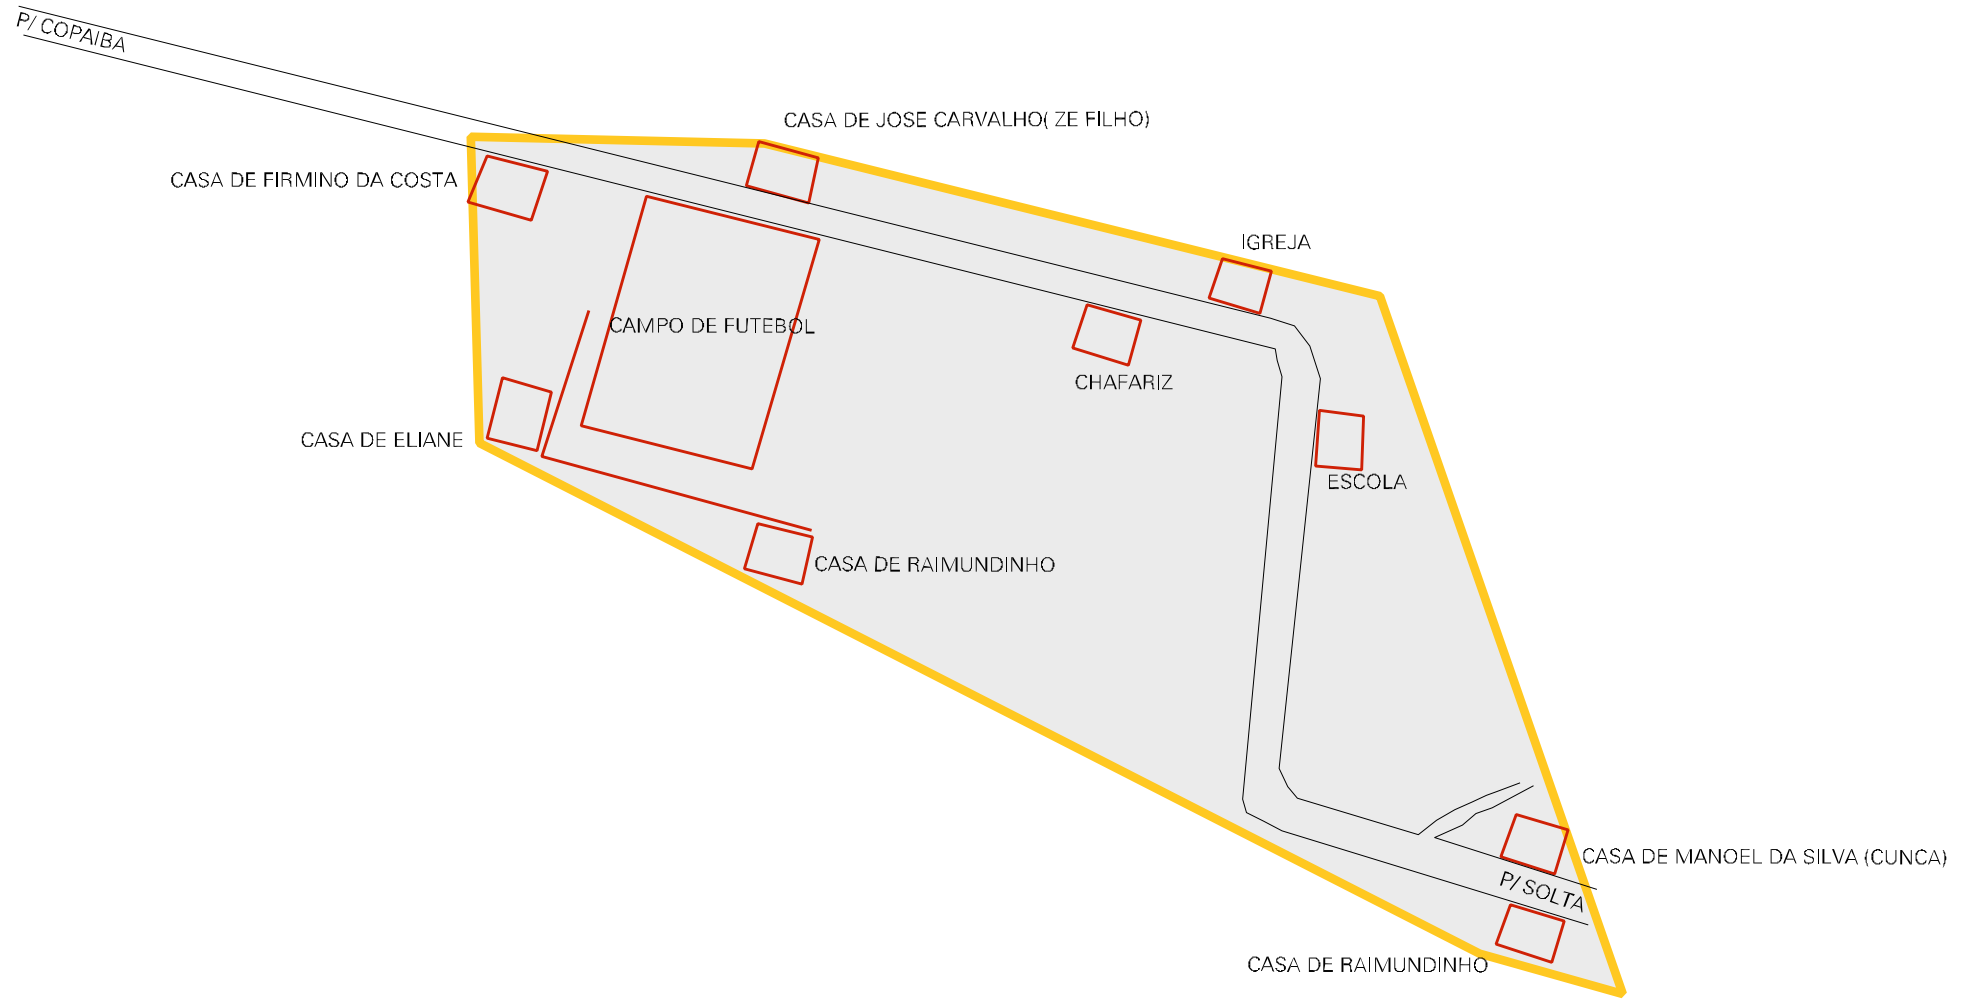 P/ COPAIBA
CASA DE JOSE CARVALHO( ZE FILHO)
CASA DE FIRMINO DA COSTA
IGREJA
CAMPO DE FUTEBOL
CHAFARIZ
CASA DE ELIANE
ESCOLA
CASA DE RAIMUNDINHO
CASA DE MANOEL DA SILVA (CUNCA)
P/ SOLTA
CASA DE RAIMUNDINHO